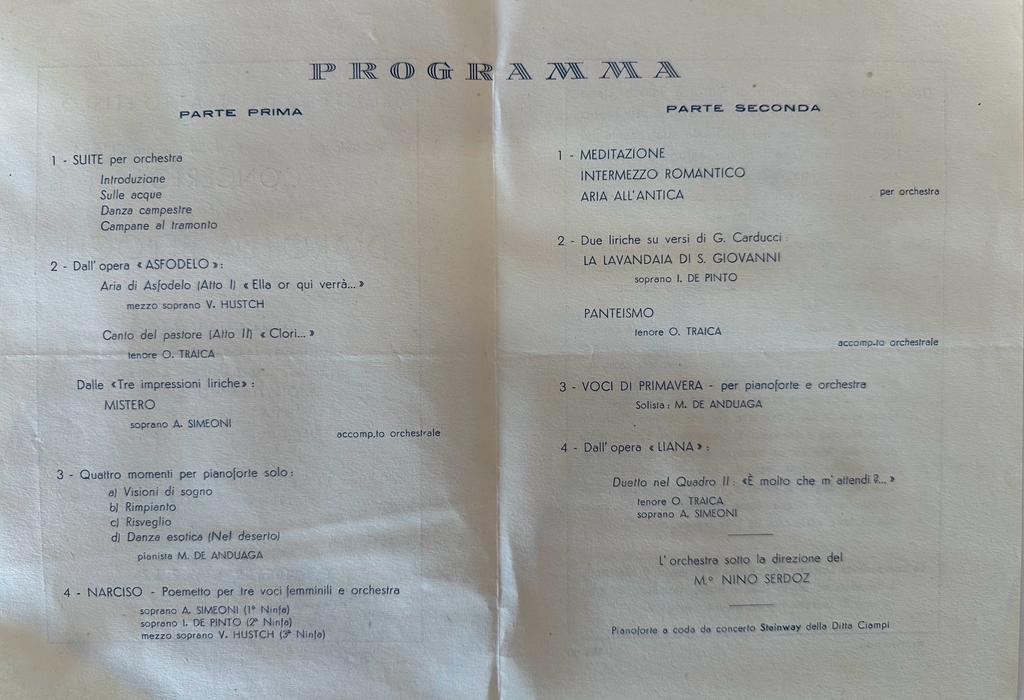 PROGRAMMA
PARTE PRIMA
1 - SUITE per orchestra
Introduzione
Sulle acque
Danza campestre
Campane al tramonto
2 - Dall' opera « ASFODELO »:
Aria di Asfodelo (Atto I) « Ella or qui verrà... »
mezzo soprano V. HUSTCH
Canto del pastore (Atto II) « Clori... »
tenore O. TRAICA
Dalle «Tre impressioni liriche» :
MISTERO
soprano A. SIMEONI
accomp.to orchestrale
3 - Quattro momenti per pianoforte solo :
a) Visioni di sogno
b) Rimpianto
c) Risveglio
d) Danza esotica (Nel deserto)
pianista M. DE ANDUAGA
4 - NARCISO - Poemetto per tre voci femminili e orchestra
soprano A. SIMEONI (1ª Ninfa)
soprano I. DE PINTO (2ª Ninfa)
mezzo soprano V. HUSTCH (3ª Ninfa)
PARTE SECONDA
1 - MEDITAZIONE
INTERMEZZO ROMANTICO
ARIA ALL'ANTICA
per orchestra
2 - Due liriche su versi di G. Carducci :
LA LAVANDAIA DI S. GIOVANNI
soprano I. DE PINTO
PANTEISMO
tenore O. TRAICA
accomp.to orchestrale
3 - VOCI DI PRIMAVERA - per pianoforte e orchestra
Solista : M. DE ANDUAGA
4 - Dall' opera « LIANA » :
Duetto nel Quadro II : «È molto che m' attendi ?... »
tenore O. TRAICA
soprano A. SIMEONI
L' orchestra sotto la direzione del
M.º NINO SERDOZ
Pianoforte a coda da concerto Steinway della Ditta Ciampi